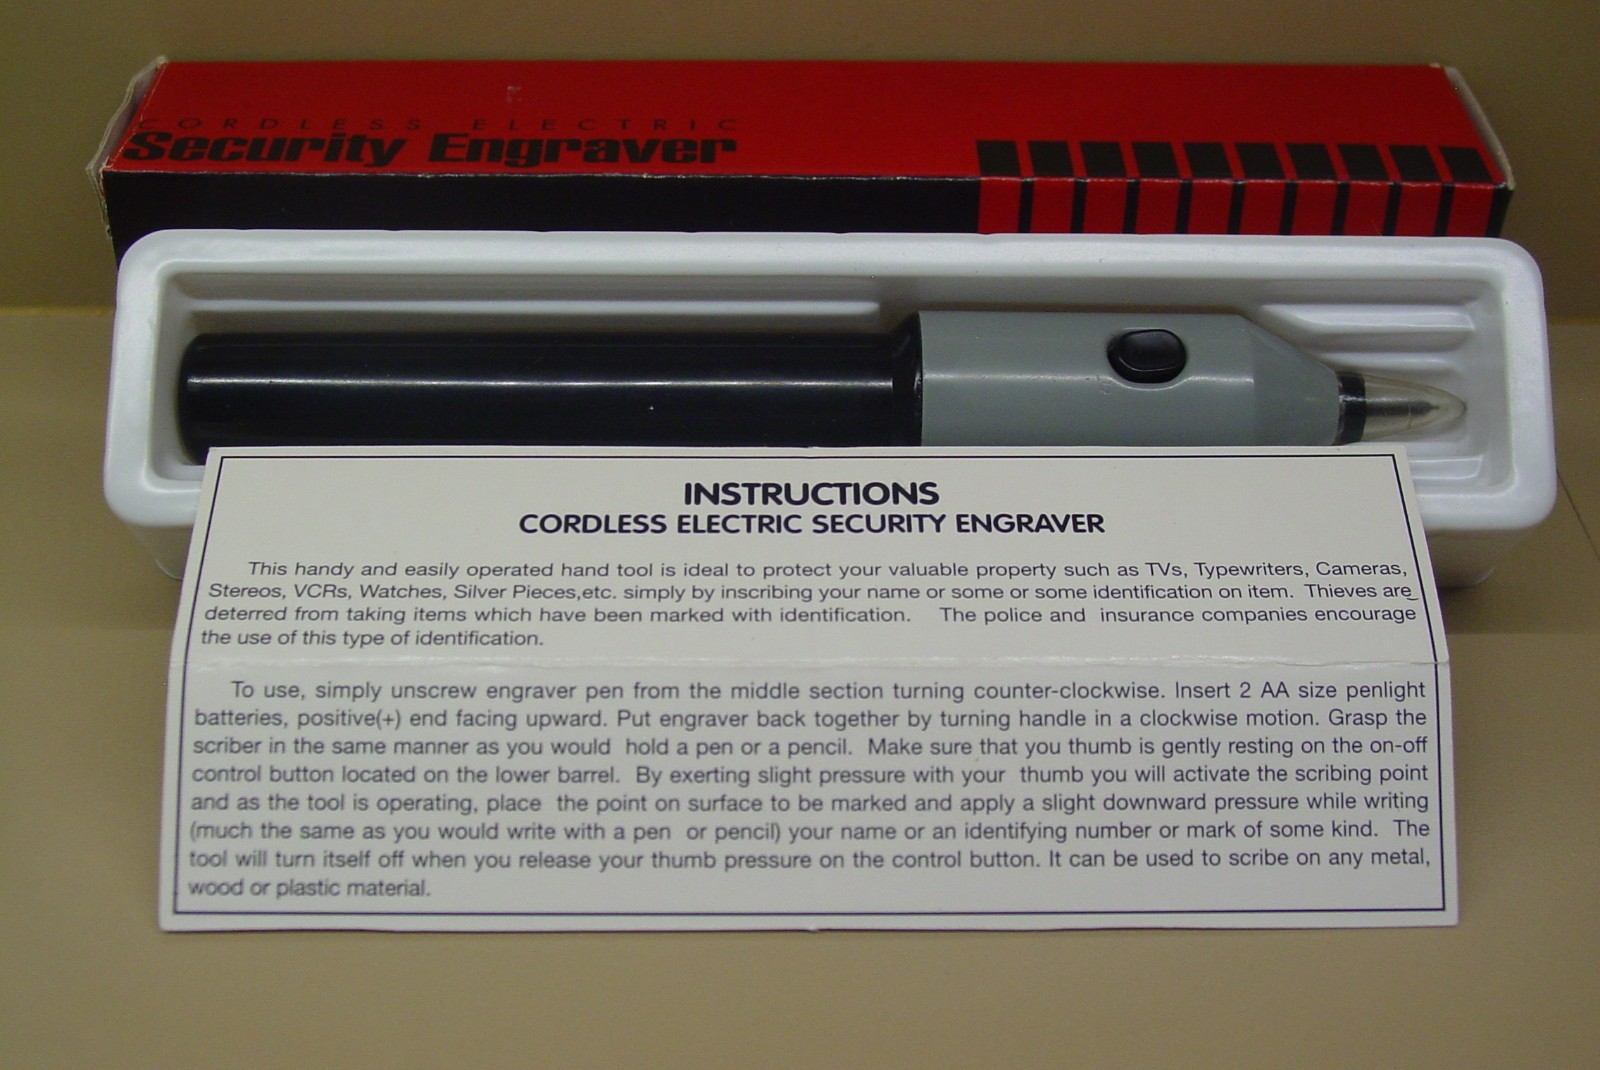 CORDLESS ELECTRIC
Security Engraver
INSTRUCTIONS
CORDLESS ELECTRIC SECURITY ENGRAVER
This handy and easily operated hand tool is ideal to protect your valuable property such as TVs, Typewriters, Cameras,
Stereos, VCRs, Watches, Silver Pieces,etc. simply by inscribing your name or some or some identification on item. Thieves are
deterred from taking items which have been marked with identification. The police and insurance companies encourage
the use of this type of identification.
To use, simply unscrew engraver pen from the middle section turning counter-clockwise. Insert 2 AA size penlight
batteries, positive(+) end facing upward. Put engraver back together by turning handle in a clockwise motion. Grasp the
scriber in the same manner as you would hold a pen or a pencil. Make sure that you thumb is gently resting on the on-off
control button located on the lower barrel. By exerting slight pressure with your thumb you will activate the scribing point
and as the tool is operating, place the point on surface to be marked and apply a slight downward pressure while writing
(much the same as you would write with a pen or pencil) your name or an identifying number or mark of some kind. The
tool will turn itself off when you release your thumb pressure on the control button. It can be used to scribe on any metal,
wood or plastic material.